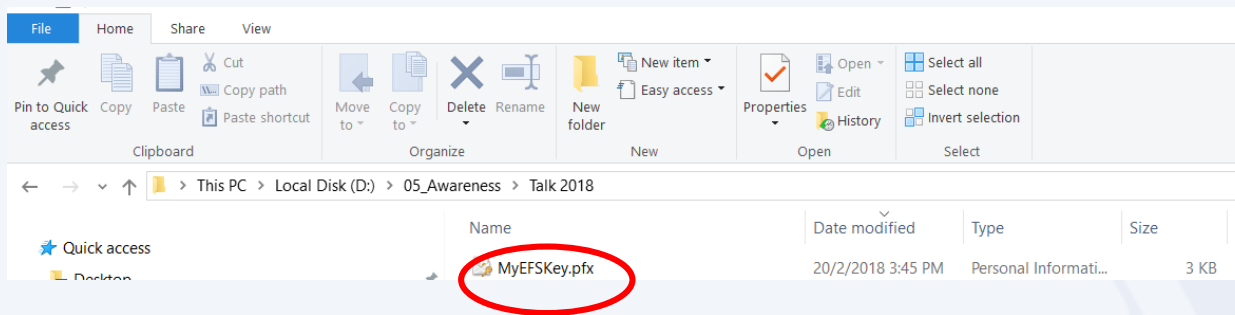 File Home Share View
Pin to Quick access
Copy
Paste
Cut
Copy path
Paste shortcut
Move to
Copy to
Delete
Rename
New folder
New item
Easy access
Properties
Open
Edit
History
Select all
Select none
Invert selection
Clipboard Organize New Open Select
This PC > Local Disk (D:) > 05_Awareness > Talk 2018
Name Date modified Type Size
Quick access
MyEFSKey.pfx 20/2/2018 3:45 PM Personal Informati... 3 KB
Desktop